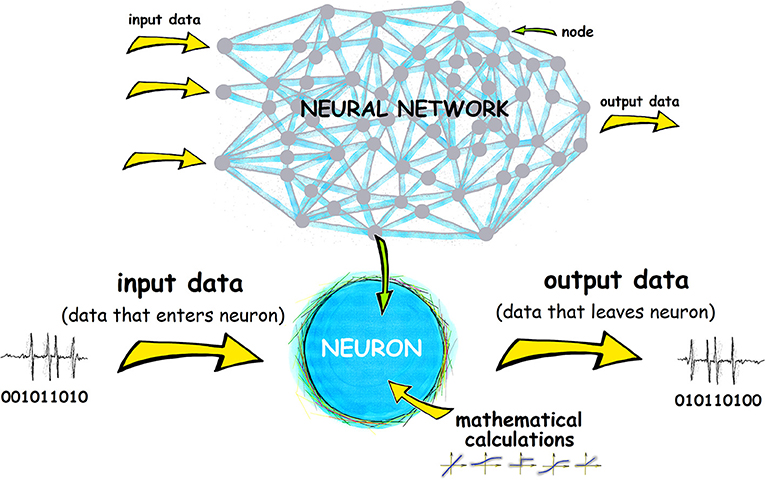 input data
node
NEURAL NETWORK
output data
input data
(data that enters neuron)
output data
(data that leaves neuron)
NEURON
001011010
010110100
mathematical
calculations